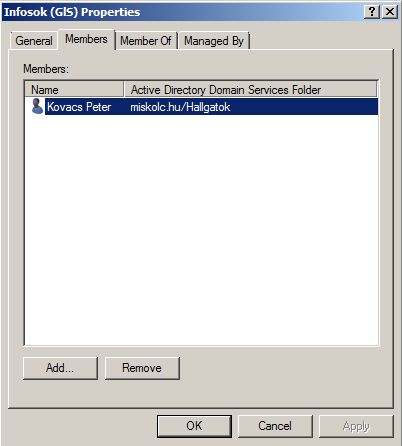 Infosok (GIS) Properties
General Members Member Of Managed By
Members:
Name Active Directory Domain Services Folder
Kovacs Peter miskolc.hu/Hallgatok
Add... Remove
OK Cancel Apply